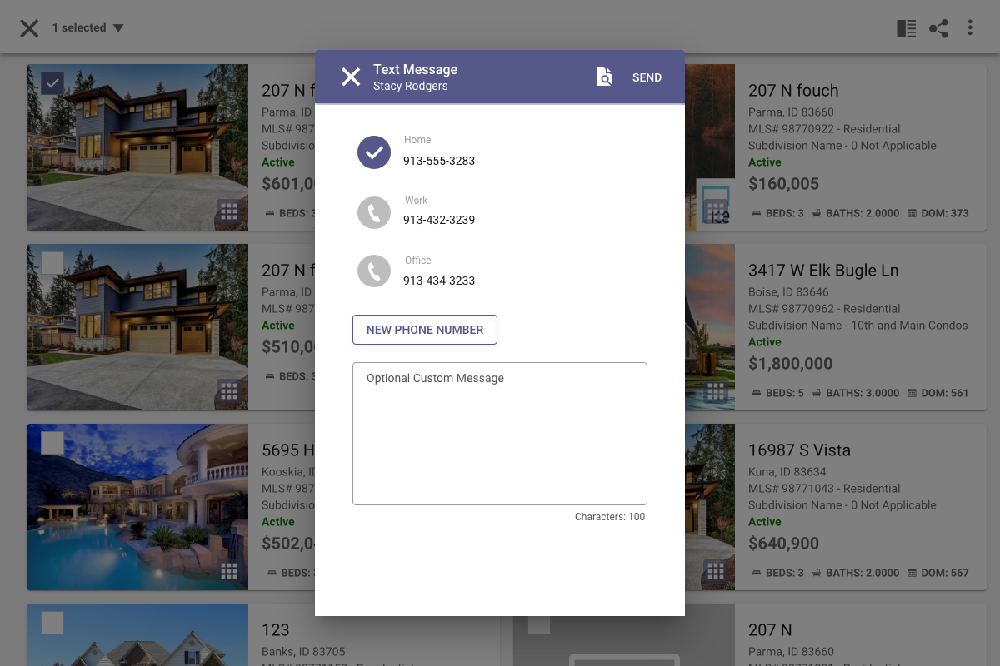 1 selected
Text Message
Stacy Rodgers
SEND
Home
913-555-3283
Work
913-432-3239
Office
913-434-3233
NEW PHONE NUMBER
Optional Custom Message
Characters: 100
207 N f
Parma, ID
MLS# 987
Subdivisio
Active
$601,0
BEDS: 3
207 N fouch
Parma, ID 83660
MLS# 98770922 - Residential
Subdivision Name - 0 Not Applicable
Active
$160,005
BEDS: 3 BATHS: 2.0000 DOM: 373
207 N f
Parma, ID
MLS# 987
Active
$510,0
BEDS: 3
3417 W Elk Bugle Ln
Boise, ID 83646
MLS# 98770962 - Residential
Subdivision Name - 10th and Main Condos
Active
$1,800,000
BEDS: 5 BATHS: 3.0000 DOM: 561
5695 H
Kooskia, ID
MLS# 987
Subdivisio
Active
$502,0
BEDS:
16987 S Vista
Kuna, ID 83634
MLS# 98771043 - Residential
Subdivision Name - 0 Not Applicable
Active
$640,900
BEDS: 3 BATHS: 2.0000 DOM: 567
123
Banks, ID 83705
207 N
Parma, ID 83660